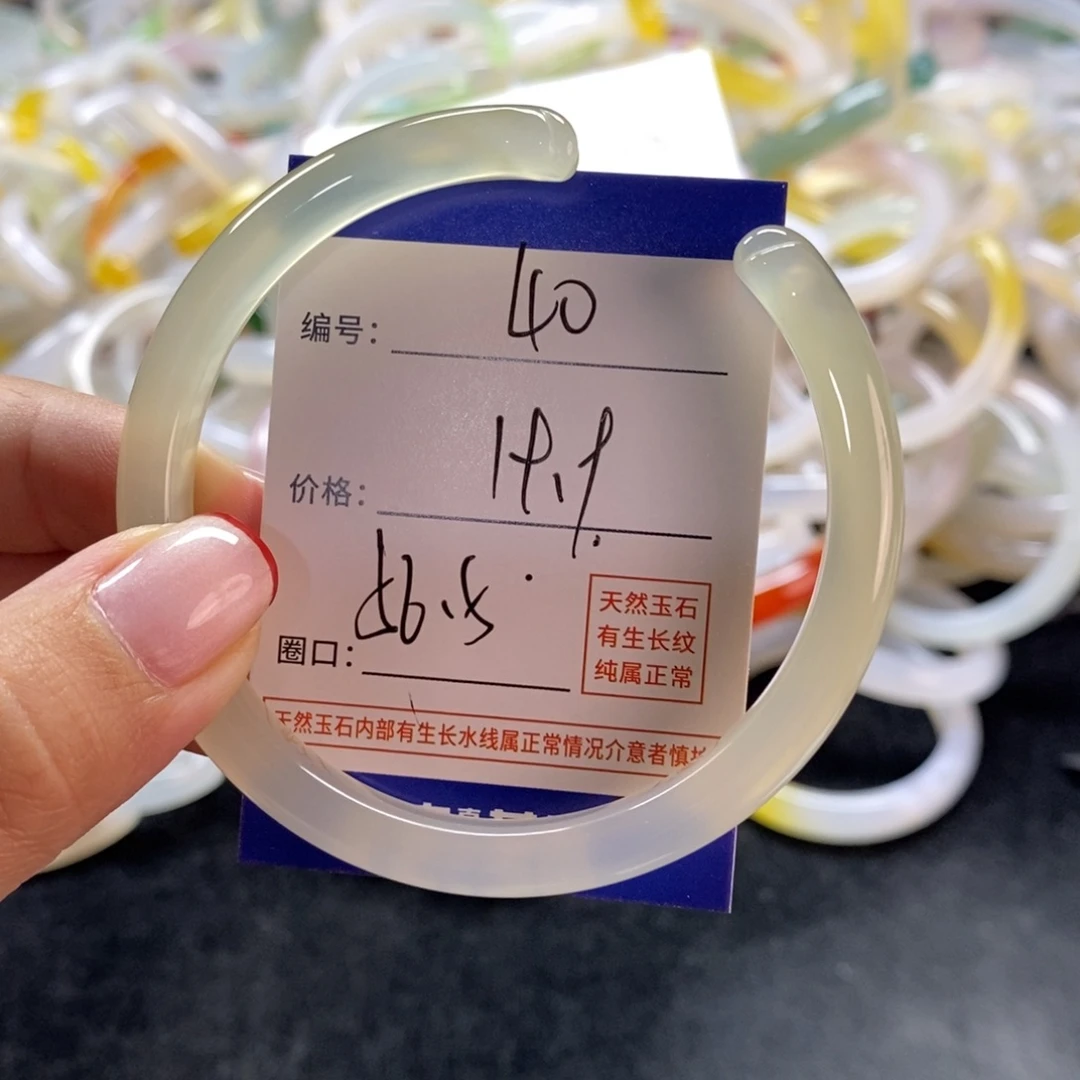 编号： 40
价格：
圈口： 56.5
天然玉石
有生长纹
纯属正常
天然玉石内部有生长水线属正常情况介意者慎拍